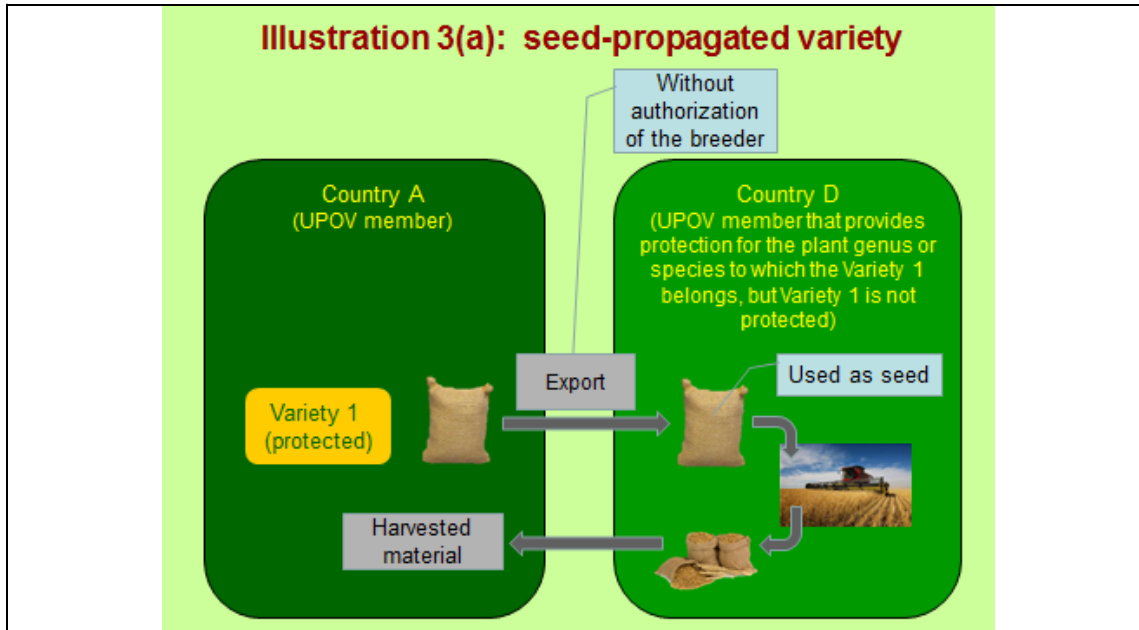 Illustration 3(a): seed-propagated variety
Without
authorization
of the breeder
Country A
(UPOV member)
Country D
(UPOV member that provides
protection for the plant genus or
species to which the Variety 1
belongs, but Variety 1 is not
protected)
Export
Used as seed
Variety 1
(protected)
Harvested
material